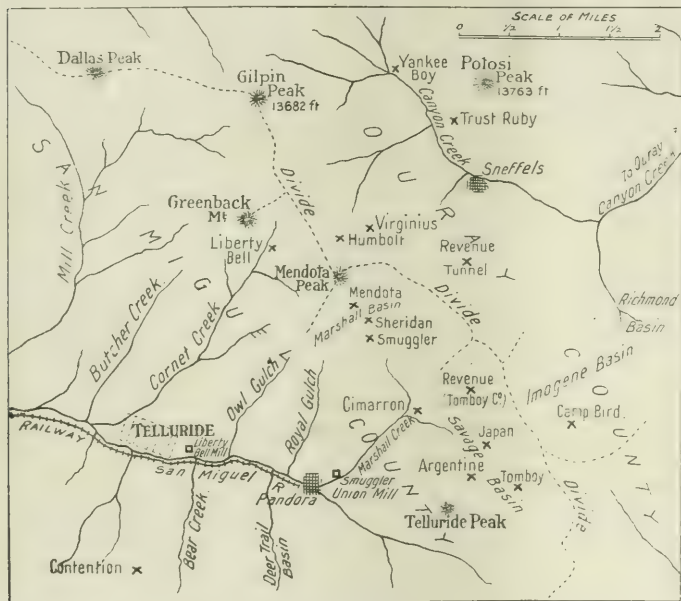 SCALE OF MILES
0 1/2 1 1 1/2 2
Dallas Peak
Gilpin
Peak
13682 ft
Yankee
Boy
Potosi
Peak
13763 ft
Trust Ruby
Canyon Creek
Sneffels
To Ouray
Canyon Creek
SAN MIGUEL COUNTY
OURAY COUNTY
Mill Creek
Greenback
Mt
Divide
Liberty
Bell
Virginius
Humbolt
Revenue
Tunnel
Mendota
Peak
Divide
Mendota
Marshall Basin
Sheridan
Smuggler
Richmond
Basin
Imogene Basin
Butcher Creek
Cornet Creek
Owl Gulch
Royal Gulch
Revenue
(Tomboy Co.)
Camp Bird
Cimarron
Marshall Creek
Savage
Basin
Japan
Argentine
Tomboy
Divide
RAILWAY
TELLURIDE
Liberty
Bell Mill
San Miguel
R
Pandora
Smuggler
Union Mill
Telluride Peak
Bear Creek
Deer Trail
Basin
Contention